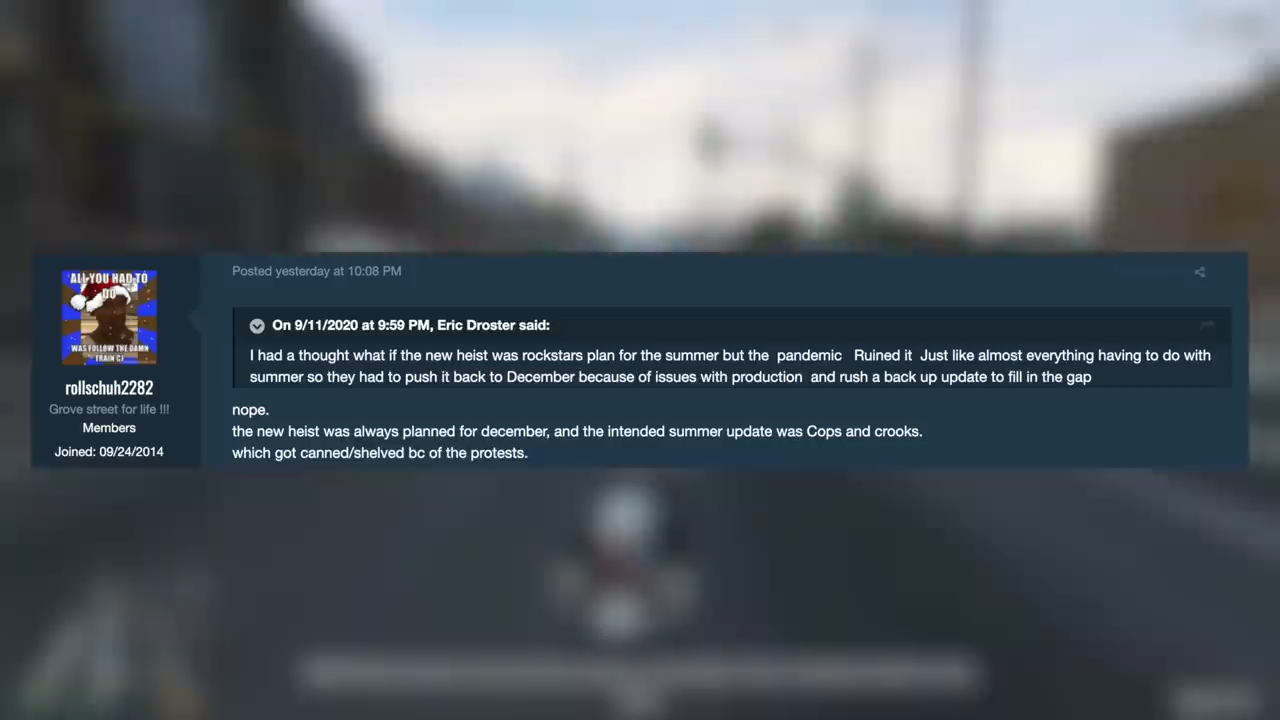 ALL YOU HAD TO
DO
WAS FOLLOW THE DAMN
TRAIN CJ
rollschuh2282
Grove street for life !!!
Members
Joined: 09/24/2014
Posted yesterday at 10:08 PM
On 9/11/2020 at 9:59 PM, Eric Droster said:
I had a thought what if the new heist was rockstars plan for the summer but the pandemic Ruined it Just like almost everything having to do with
summer so they had to push it back to December because of issues with production and rush a back up update to fill in the gap
nope.
the new heist was always planned for december, and the intended summer update was Cops and crooks.
which got canned/shelved bc of the protests.